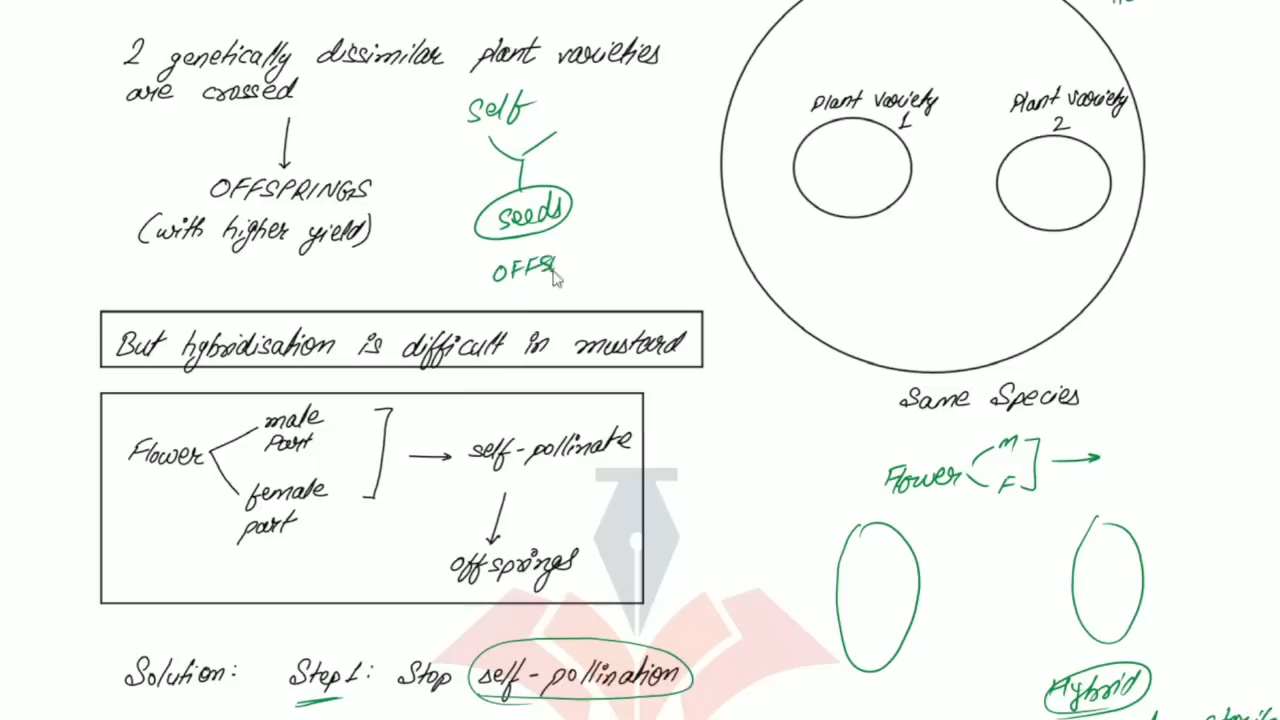 2 genetically dissimilar plant varieties
are crossed
OFFSPRINGS
(with higher yield)
self
seeds
OFFS
Plant variety
1
Plant variety
2
But hybridisation is difficult in mustard
Same Species
Flower
male
part
female
part
self-pollinate
offsprings
Flower
M
F
Solution: Step 1: Stop self-pollination
Hybrid